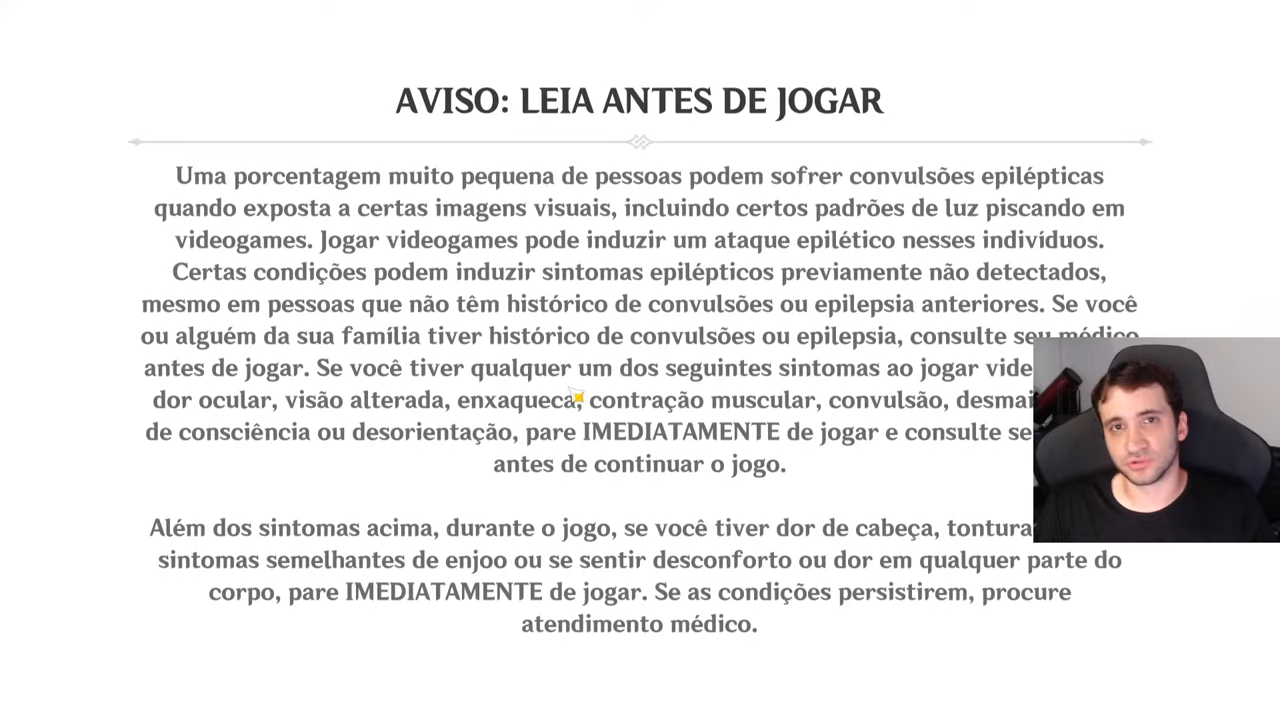 AVISO: LEIA ANTES DE JOGAR
Uma porcentagem muito pequena de pessoas podem sofrer convulsões epilépticas
quando exposta a certas imagens visuais, incluindo certos padrões de luz piscando em
videogames. Jogar videogames pode induzir um ataque epilético nesses indivíduos.
Certas condições podem induzir sintomas epilépticos previamente não detectados,
mesmo em pessoas que não têm histórico de convulsões ou epilepsia anteriores. Se você
ou alguém da sua família tiver histórico de convulsões ou epilepsia, consulte seu médico
antes de jogar. Se você tiver qualquer um dos seguintes sintomas ao jogar
dor ocular, visão alterada, enxaqueca, contração muscular, convulsão,
de consciência ou desorientação, pare IMEDIATAMENTE de jogar e consulte
antes de continuar o jogo.
Além dos sintomas acima, durante o jogo, se você tiver dor de cabeça, tontura
sintomas semelhantes de enjoo ou se sentir desconforto ou dor em qualquer parte do
corpo, pare IMEDIATAMENTE de jogar. Se as condições persistirem, procure
atendimento médico.